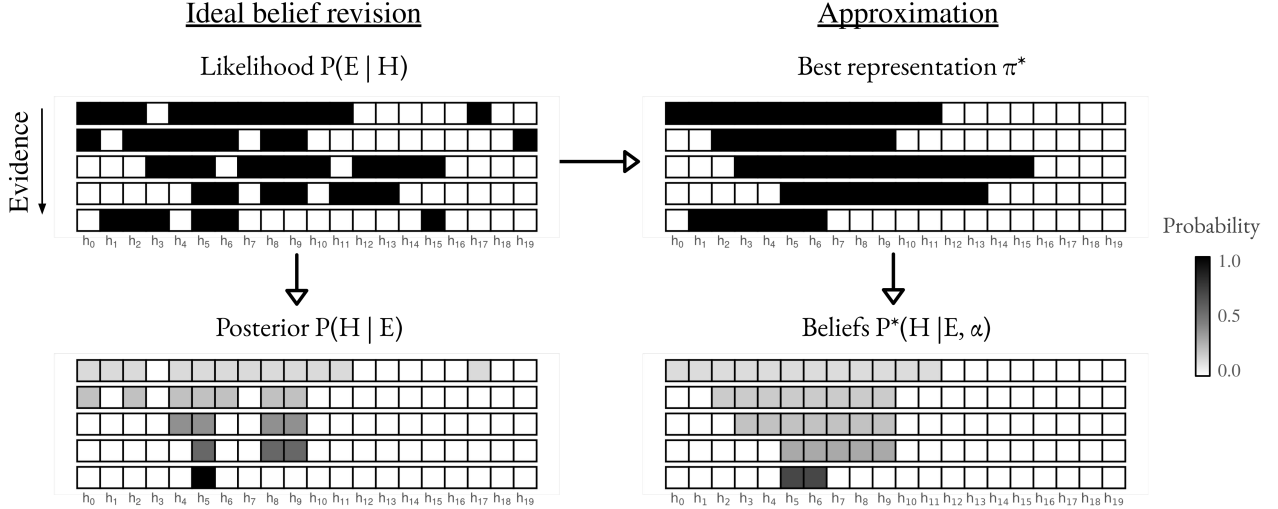 Ideal belief revision
Approximation
Likelihood P(E | H)
Best representation π*
Evidence
h0 h1 h2 h3 h4 h5 h6 h7 h8 h9 h10 h11 h12 h13 h14 h15 h16 h17 h18 h19
h0 h1 h2 h3 h4 h5 h6 h7 h8 h9 h10 h11 h12 h13 h14 h15 h16 h17 h18 h19
Probability
1.0
0.5
0.0
Posterior P(H | E)
Beliefs P*(H |E, α)
h0 h1 h2 h3 h4 h5 h6 h7 h8 h9 h10 h11 h12 h13 h14 h15 h16 h17 h18 h19
h0 h1 h2 h3 h4 h5 h6 h7 h8 h9 h10 h11 h12 h13 h14 h15 h16 h17 h18 h19